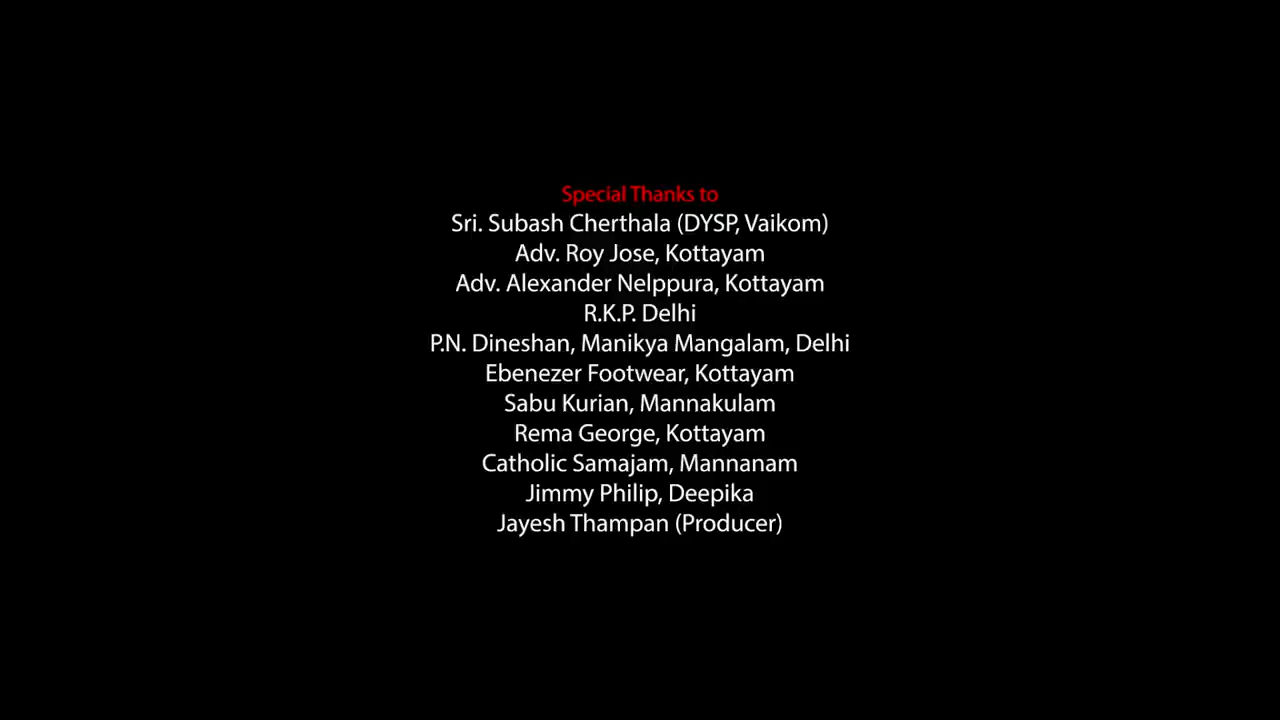 Special Thanks to
Sri. Subash Cherthala (DYSP, Vaikom)
Adv. Roy Jose, Kottayam
Adv. Alexander Nelppura, Kottayam
R.K.P. Delhi
P.N. Dineshan, Manikya Mangalam, Delhi
Ebenezer Footwear, Kottayam
Sabu Kurian, Mannakulam
Rema George, Kottayam
Catholic Samajam, Mannanam
Jimmy Philip, Deepika
Jayesh Thampan (Producer)